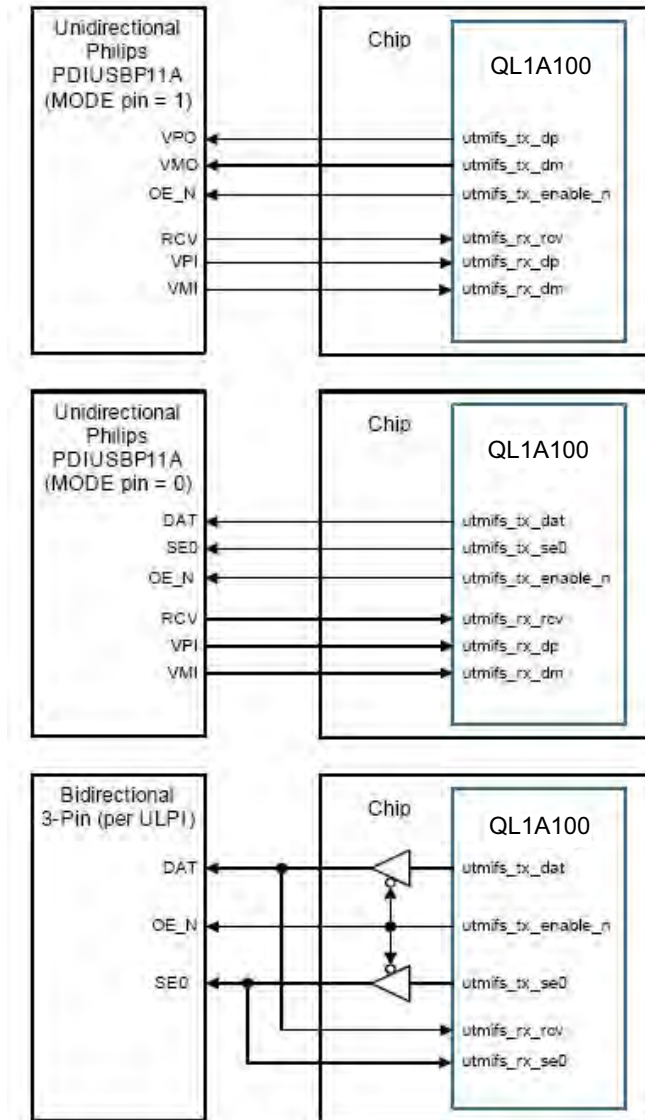 Unidirectional
Philips
PDIUSBP11A
(MODE pin = 1)
Chip
QL1A100
VPO
utmifs_tx_dp
VMO
utmifs_tx_dm
OE_N
utmifs_tx_enable_n
RCV
utmifs_rx_rcv
VPI
utmifs_rx_dp
VMI
utmifs_rx_dm
Unidirectional
Philips
PDIUSBP11A
(MODE pin = 0)
Chip
QL1A100
DAT
utmifs_tx_dat
SE0
utmifs_tx_se0
OE_N
utmifs_tx_enable_n
RCV
utmifs_rx_rcv
VPI
utmifs_rx_dp
VMI
utmifs_rx_dm
Bidirectional
3-Pin (per ULPI)
Chip
QL1A100
DAT
utmifs_tx_dat
OE_N
utmifs_tx_enable_n
SE0
utmifs_tx_se0
utmifs_rx_rcv
utmifs_rx_se0